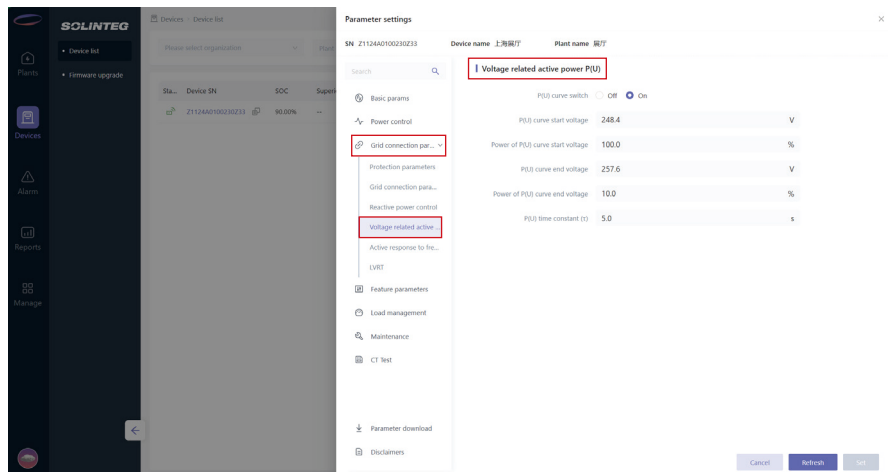 SOLINTEG
Plants
Devices
Alarm
Reports
Manage
Device list
Firmware upgrade
Devices - Device list
Please select organization
Plant
Sta... Device SN SOC Superi
Z1124A0100230Z33 90.00% --
Parameter settings
SN Z1124A0100230Z33 Device name 上海展厅 Plant name 展厅
Search
Basic params
Power control
Grid connection par...
Protection parameters
Grid connection para...
Reactive power control
Voltage related active ...
Active response to fre...
LVRT
Feature parameters
Load management
Maintenance
CT Test
Parameter download
Disclaimers
Voltage related active power P(U)
P(U) curve switch Off On
P(U) curve start voltage 248.4 V
Power of P(U) curve start voltage 100.0 %
P(U) curve end voltage 257.6 V
Power of P(U) curve end voltage 10.0 %
P(U) time constant (τ) 5.0 s
Cancel Refresh Set